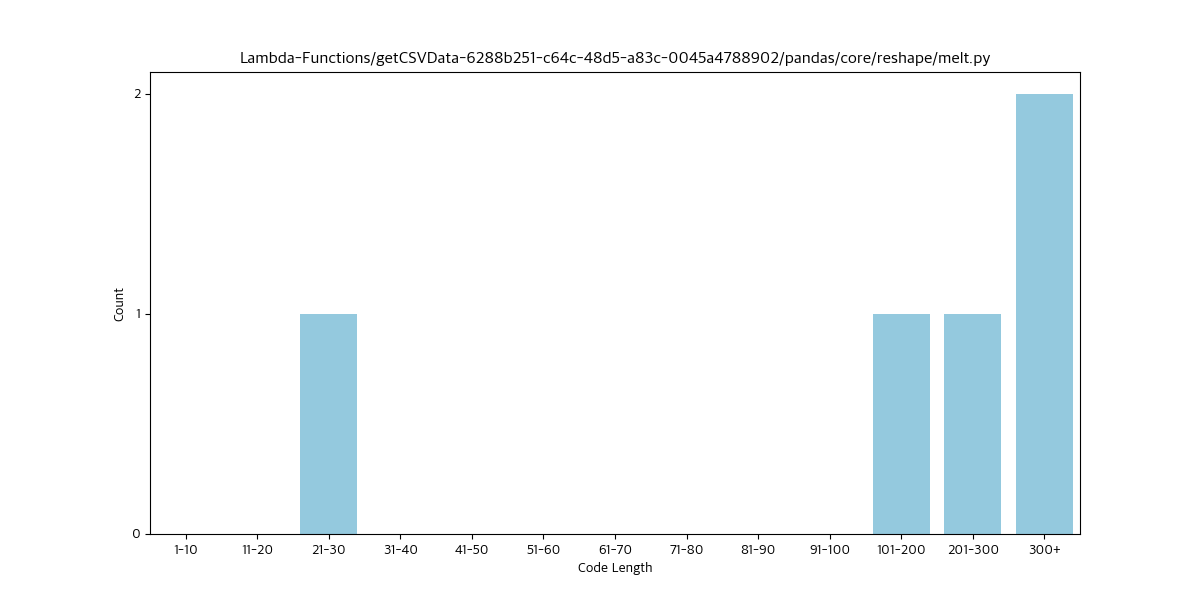 Lambda-Functions/getCSVData-6288b251-c64c-48d5-a83c-0045a4788902/pandas/core/reshape/melt.py
2
1
0
Count
1-10 11-20 21-30 31-40 41-50 51-60 61-70 71-80 81-90 91-100 101-200 201-300 300+
Code Length